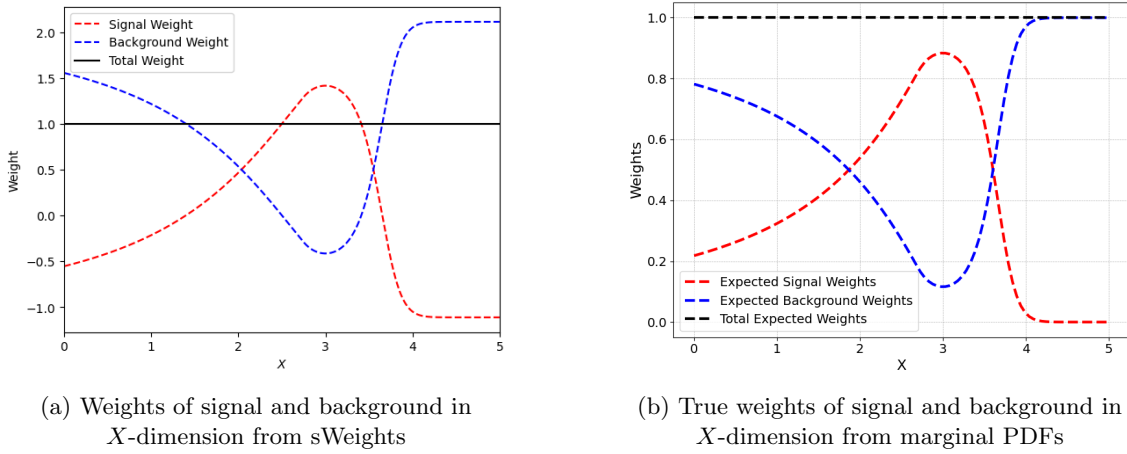 Signal Weight
Background Weight
Total Weight
2.0
1.5
1.0
0.5
0.0
−0.5
−1.0
Weight
0 1 2 3 4 5
X
(a) Weights of signal and background in
X-dimension from sWeights
1.0
0.8
0.6
0.4
0.2
0.0
Weights
Expected Signal Weights
Expected Background Weights
Total Expected Weights
0 1 2 3 4 5
X
(b) True weights of signal and background in
X-dimension from marginal PDFs